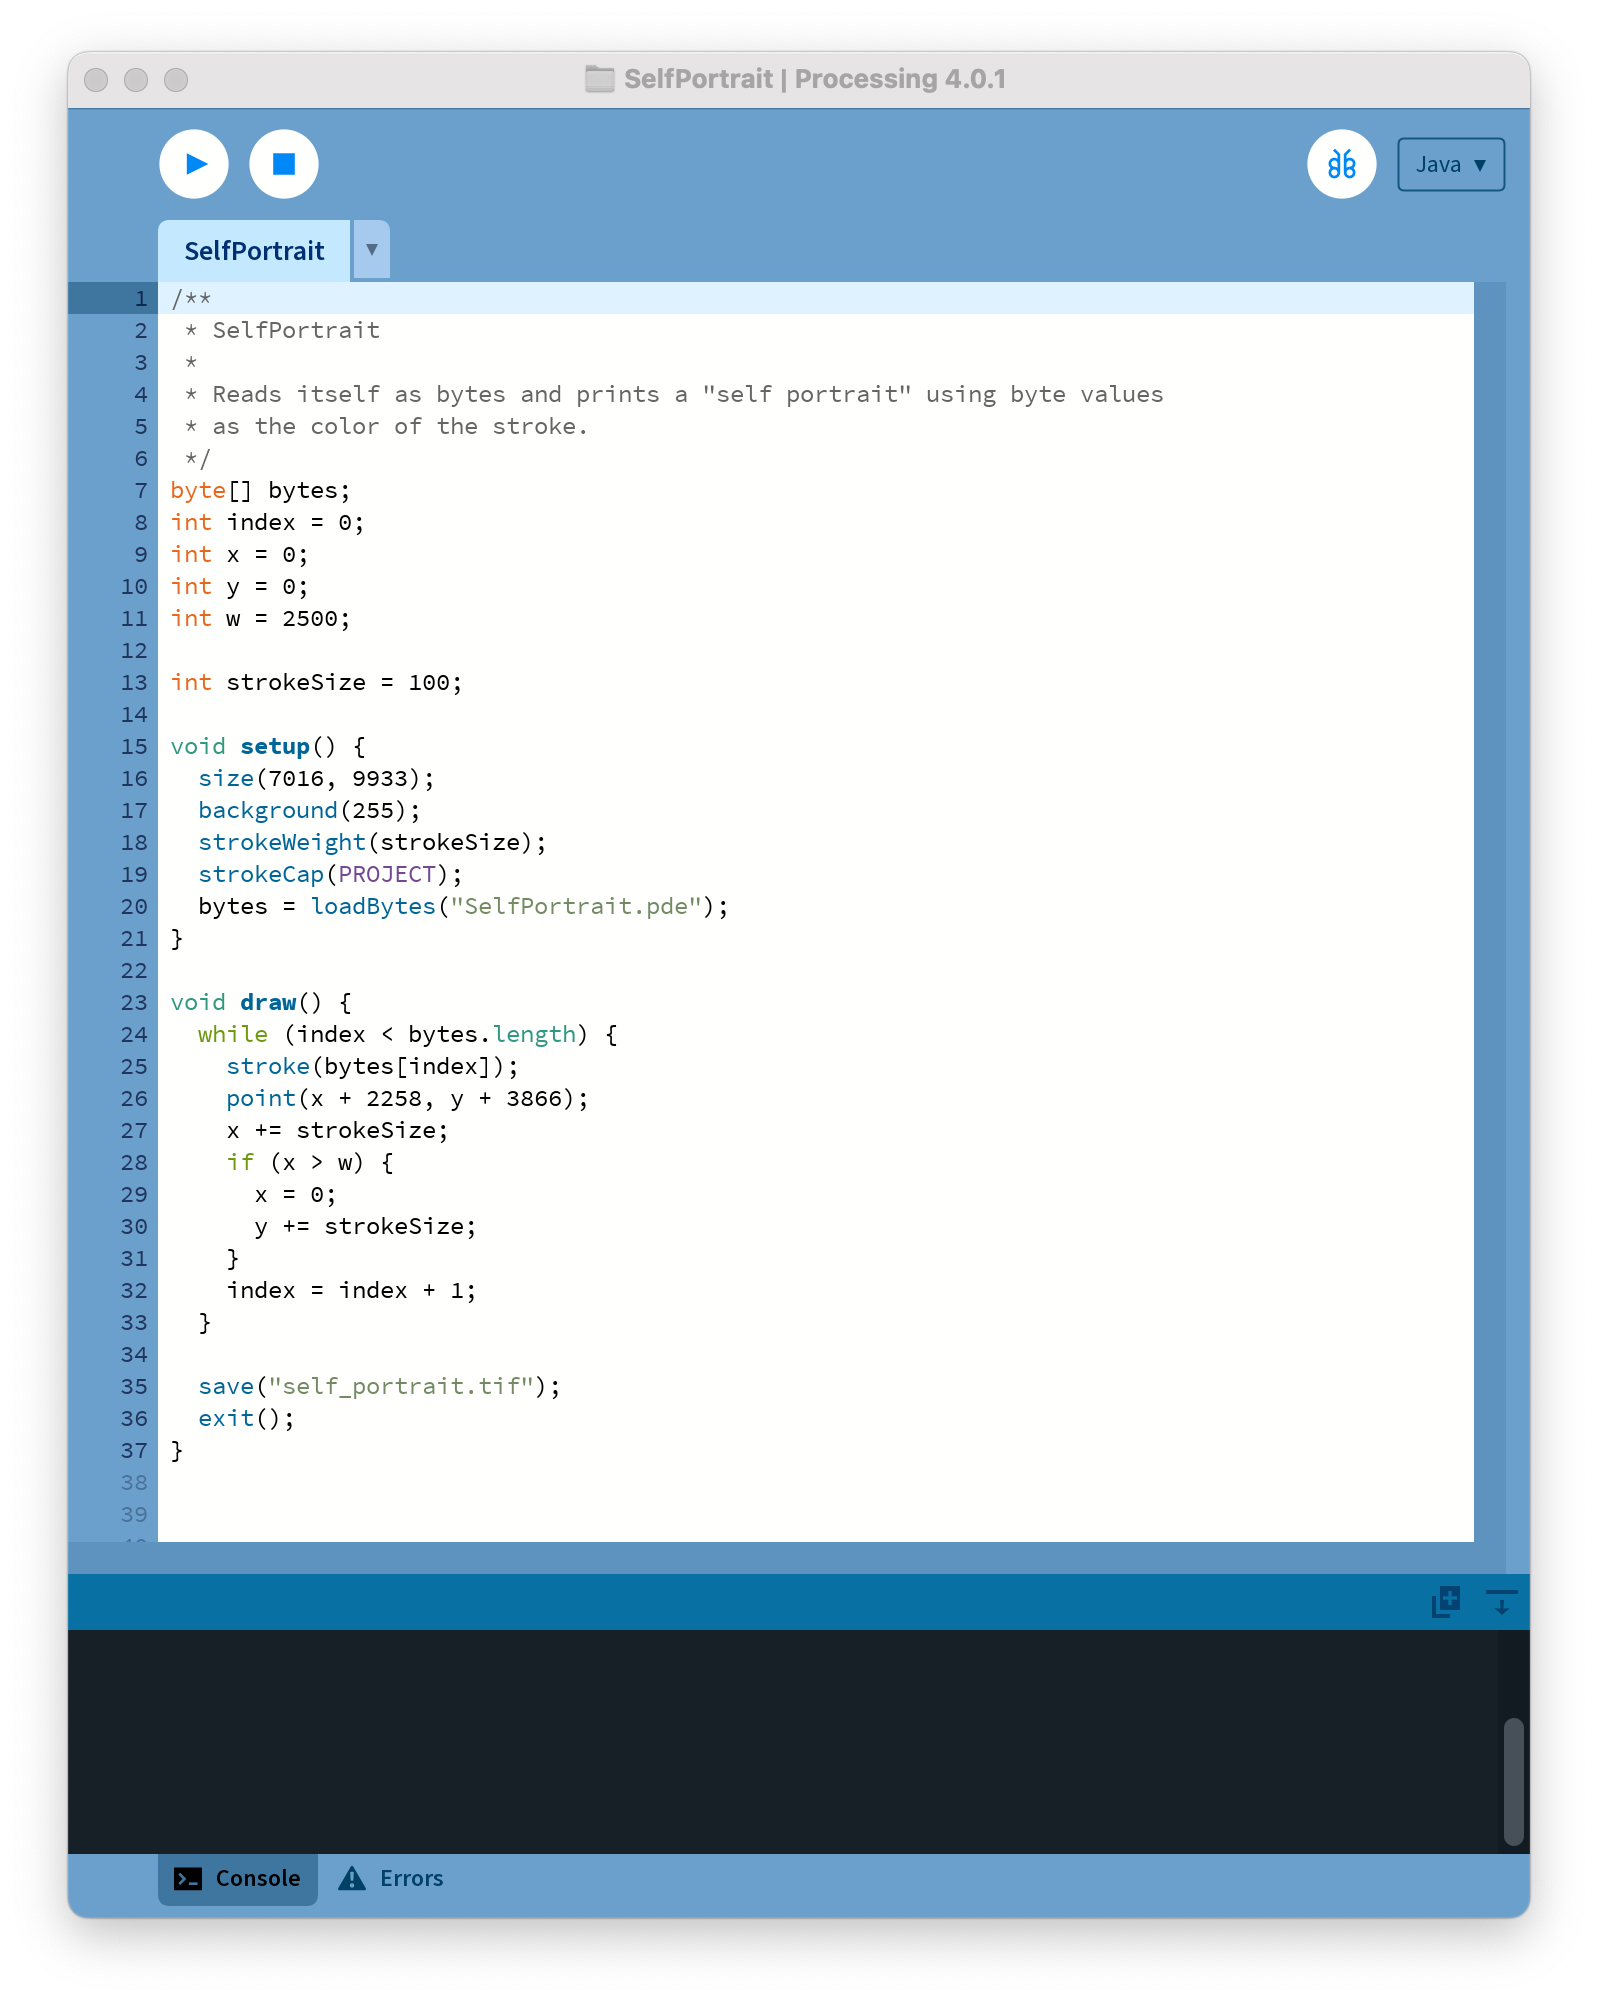 SelfPortrait | Processing 4.0.1
Java ▼
SelfPortrait ▼
1 /**
2  * SelfPortrait
3  *
4  * Reads itself as bytes and prints a "self portrait" using byte values
5  * as the color of the stroke.
6  */
7 byte[] bytes;
8 int index = 0;
9 int x = 0;
10 int y = 0;
11 int w = 2500;
12
13 int strokeSize = 100;
14
15 void setup() {
16   size(7016, 9933);
17   background(255);
18   strokeWeight(strokeSize);
19   strokeCap(PROJECT);
20   bytes = loadBytes("SelfPortrait.pde");
21 }
22
23 void draw() {
24   while (index < bytes.length) {
25     stroke(bytes[index]);
26     point(x + 2258, y + 3866);
27     x += strokeSize;
28     if (x > w) {
29       x = 0;
30       y += strokeSize;
31     }
32     index = index + 1;
33   }
34
35   save("self_portrait.tif");
36   exit();
37 }
38
39
Console Errors